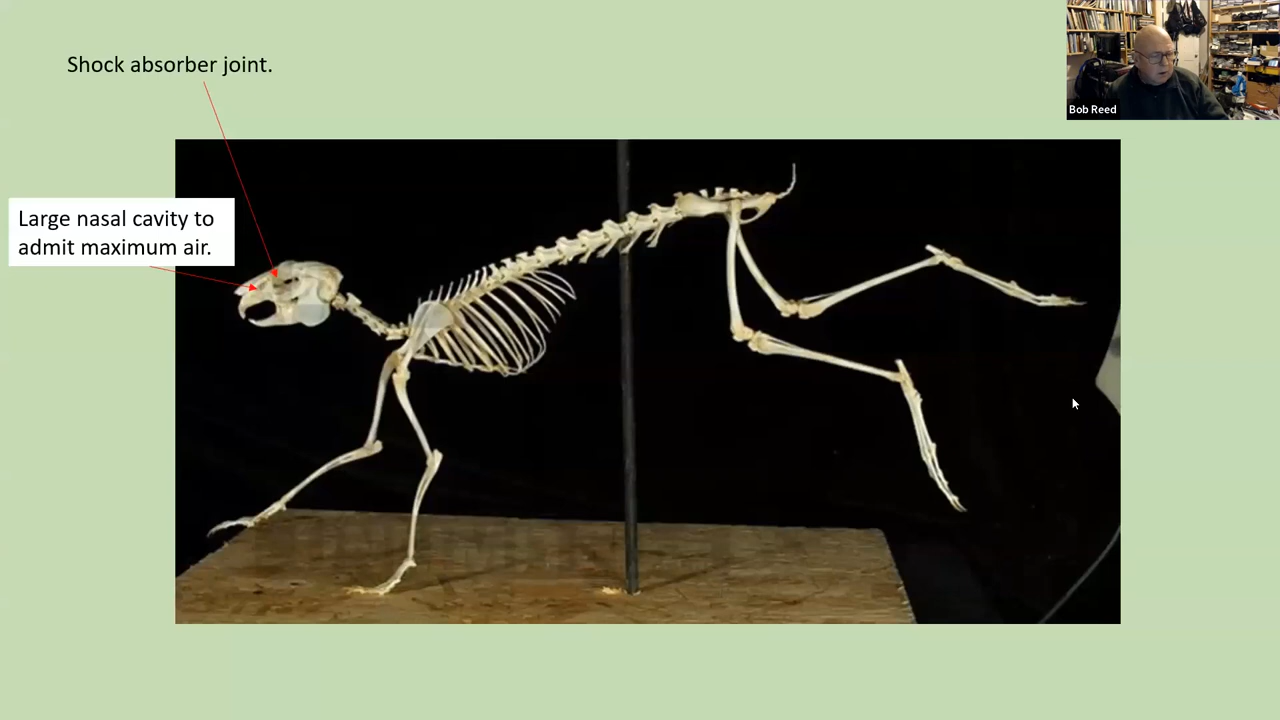 Shock absorber joint.
Large nasal cavity to
admit maximum air.
Bob Reed